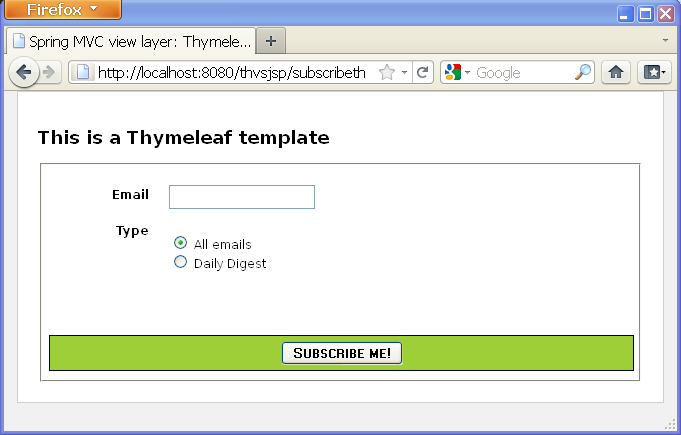 Firefox
Spring MVC view layer: Thymele...
http://localhost:8080/thvsjsp/subscribeth
Google
This is a Thymeleaf template
Email
Type
All emails
Daily Digest
SUBSCRIBE ME!